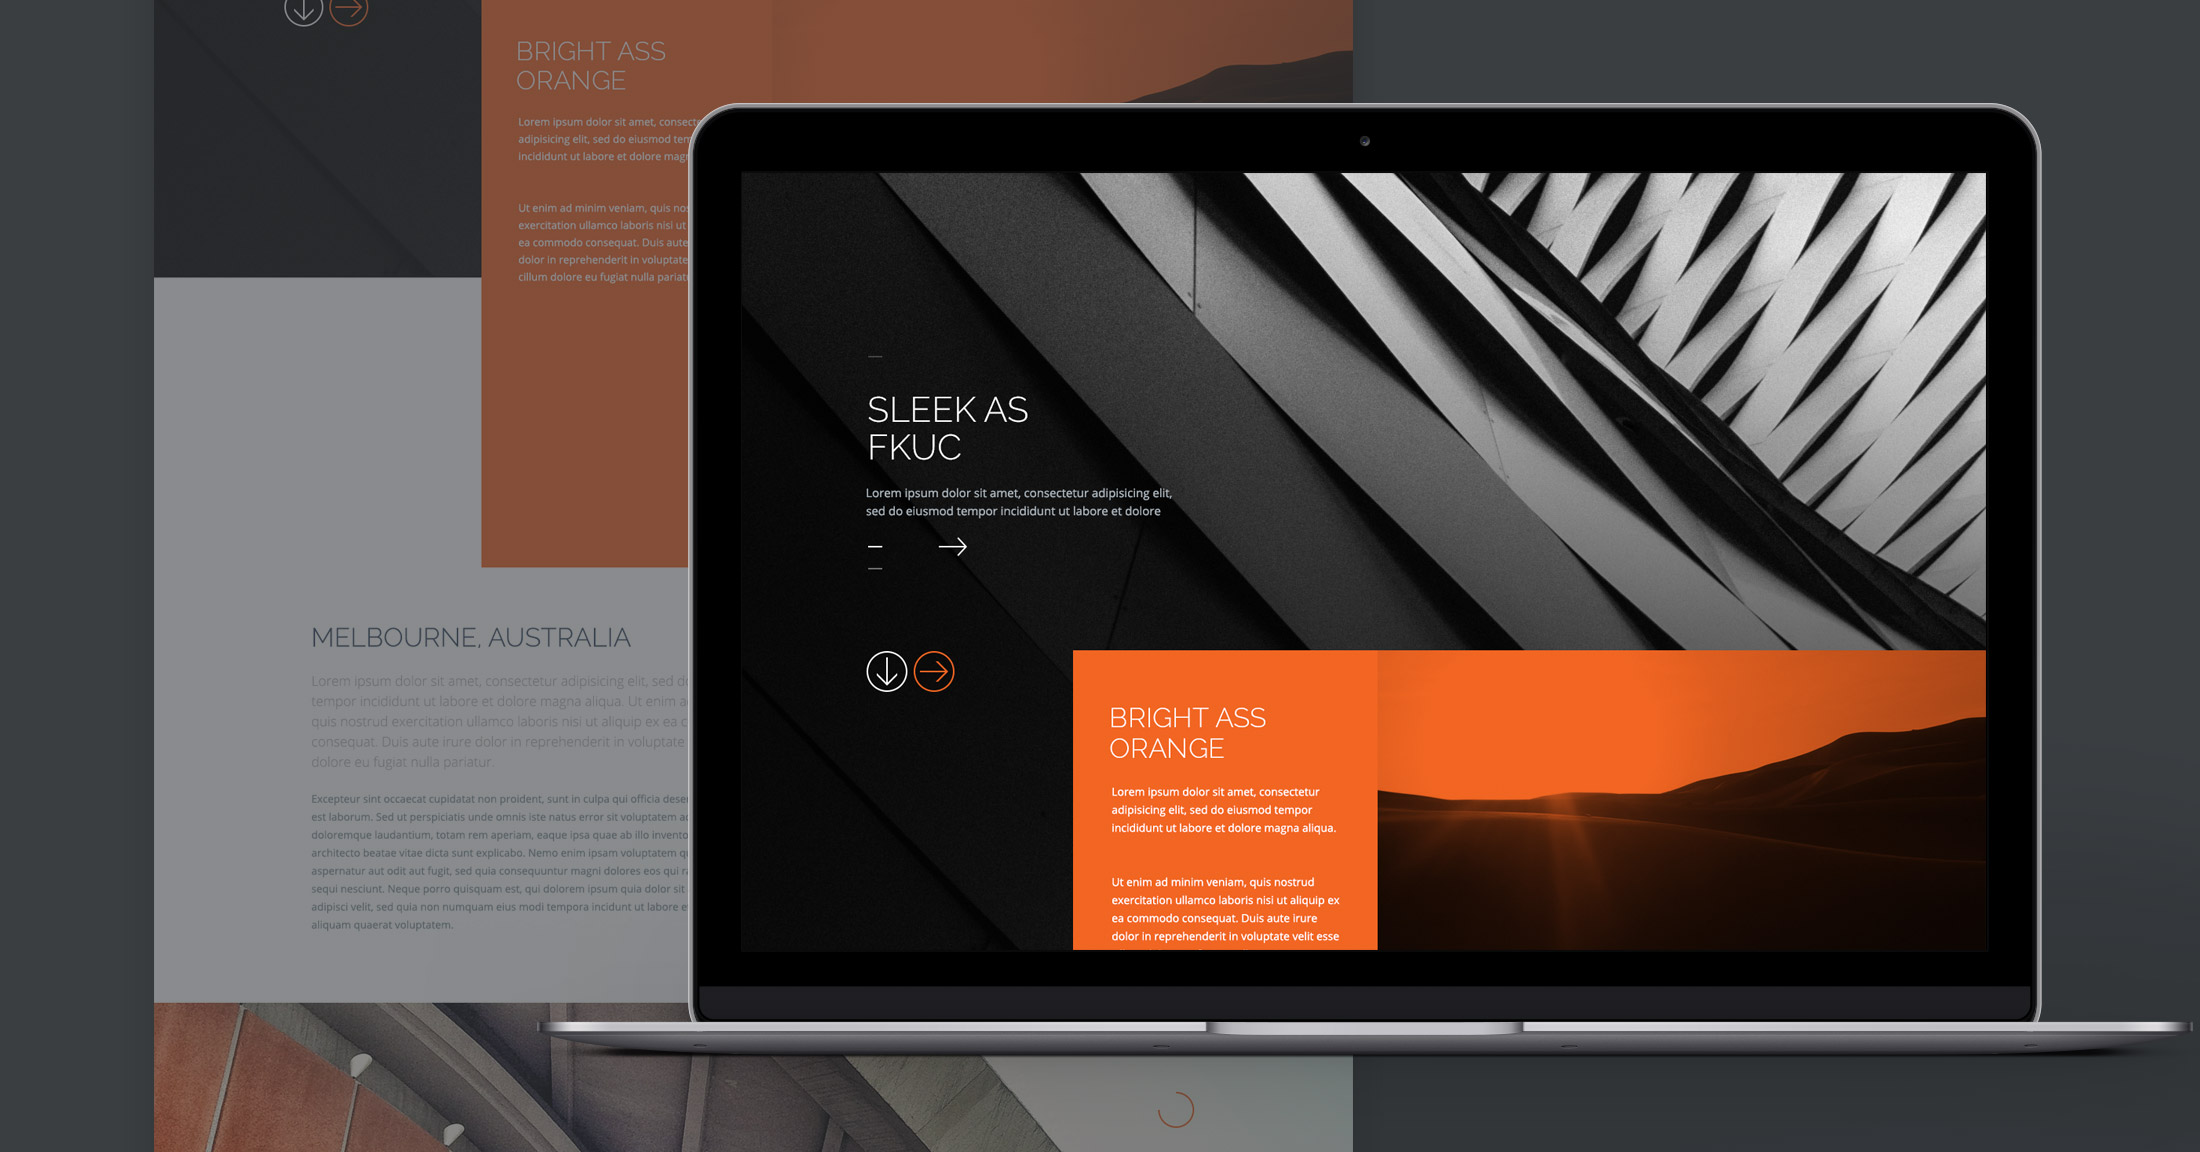 BRIGHT ASS
ORANGE
Lorem ipsum dolor sit amet, consecte
adipisicing elit, sed do eiusmod tem
incididunt ut labore et dolore mag
Ut enim ad minim veniam, quis nos
exercitation ullamco laboris nisi ut
ea commodo consequat. Duis aute
dolor in reprehenderit in voluptate
cillum dolore eu fugiat nulla pariat
MELBOURNE, AUSTRALIA
Lorem ipsum dolor sit amet, consectetur adipisicing elit, sed do
tempor incididunt ut labore et dolore magna aliqua. Ut enim a
quis nostrud exercitation ullamco laboris nisi ut aliquip ex ea c
consequat. Duis aute irure dolor in reprehenderit in voluptate
dolore eu fugiat nulla pariatur.
Excepteur sint occaecat cupidatat non proident, sunt in culpa qui officia dese
est laborum. Sed ut perspiciatis unde omnis iste natus error sit voluptatem a
doloremque laudantium, totam rem aperiam, eaque ipsa quae ab illo invento
architecto beatae vitae dicta sunt explicabo. Nemo enim ipsam voluptatem q
aspernatur aut odit aut fugit, sed quia consequuntur magni dolores eos qui ra
sequi nesciunt. Neque porro quisquam est, qui dolorem ipsum quia dolor sit
adipisci velit, sed quia non numquam eius modi tempora incidunt ut labore e
aliquam quaerat voluptatem.
SLEEK AS
FKUC
Lorem ipsum dolor sit amet, consectetur adipisicing elit,
sed do eiusmod tempor incididunt ut labore et dolore
BRIGHT ASS
ORANGE
Lorem ipsum dolor sit amet, consectetur
adipisicing elit, sed do eiusmod tempor
incididunt ut labore et dolore magna aliqua.
Ut enim ad minim veniam, quis nostrud
exercitation ullamco laboris nisi ut aliquip ex
ea commodo consequat. Duis aute irure
dolor in reprehenderit in voluptate velit esse